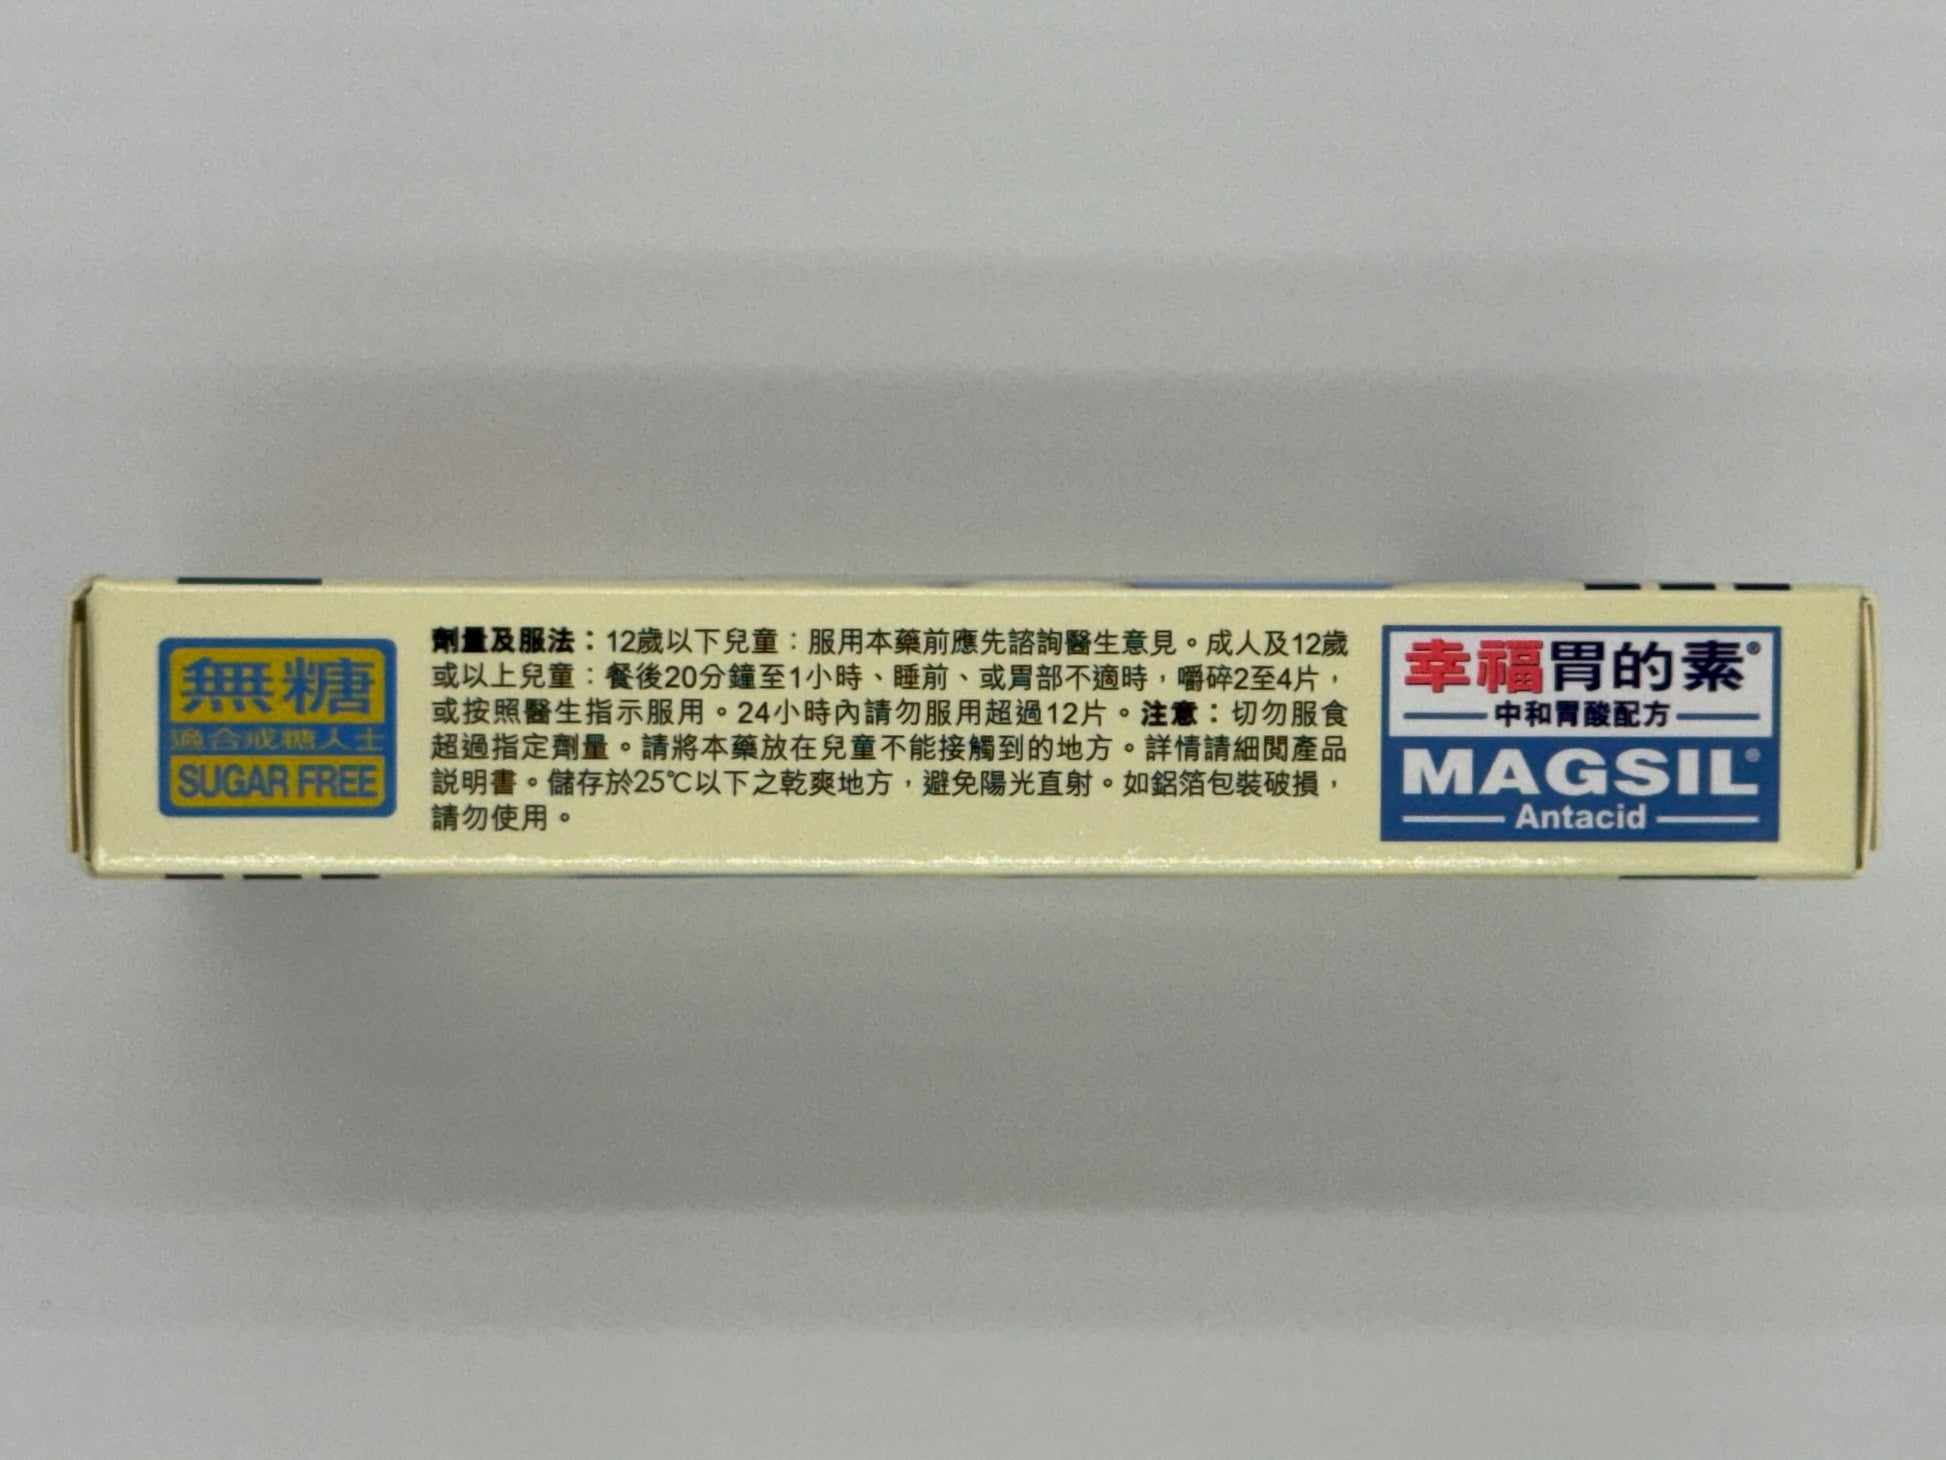 無糖
適合戒糖人士
SUGAR FREE
劑量及服法：12歲以下兒童：服用本藥前應先諮詢醫生意見。成人及12歲
或以上兒童：餐後20分鐘至1小時、睡前、或胃部不適時，嚼碎2至4片，
或按照醫生指示服用。24小時內請勿服用超過12片。注意：切勿服食
超過指定劑量。請將本藥放在兒童不能接觸到的地方。詳情請細閱產品
説明書。儲存於25℃以下之乾爽地方，避免陽光直射。如鋁箔包裝破損，
請勿使用。
幸福胃的素®
中和胃酸配方
MAGSIL®
Antacid